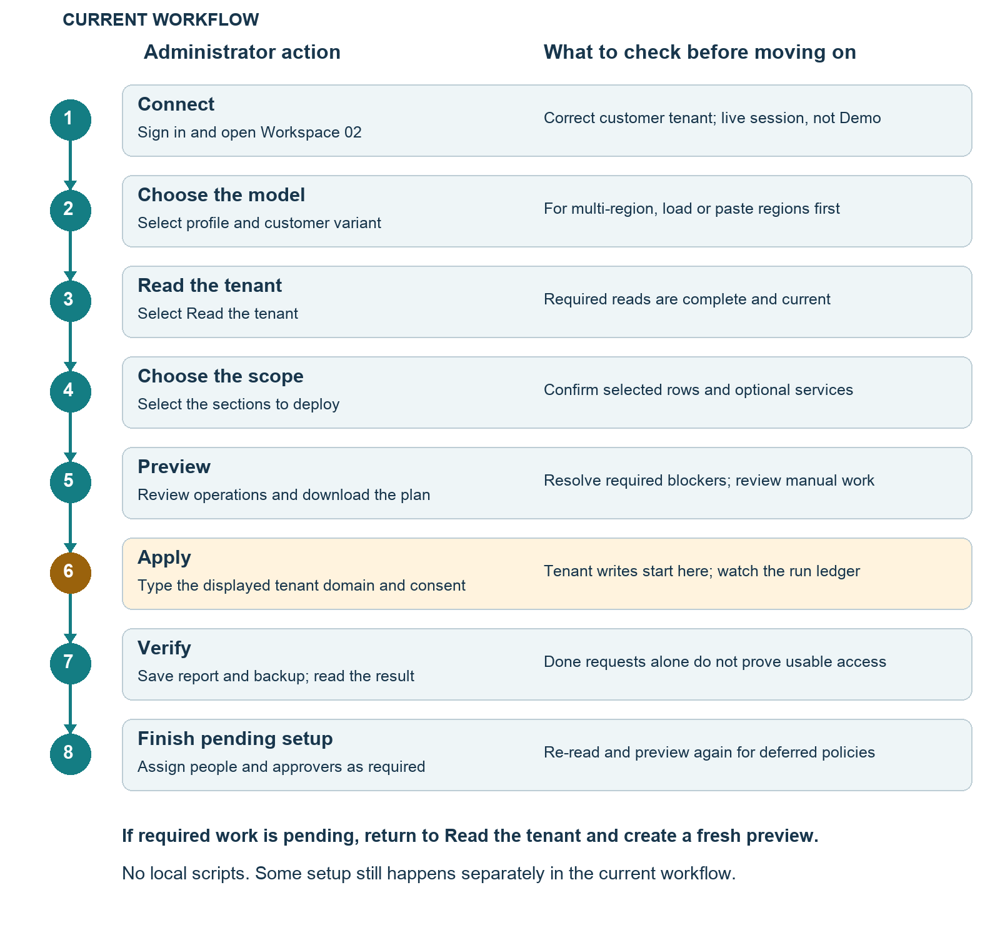 CURRENT WORKFLOW
Administrator action
What to check before moving on
1
Connect
Sign in and open Workspace 02
Correct customer tenant; live session, not Demo
2
Choose the model
Select profile and customer variant
For multi-region, load or paste regions first
3
Read the tenant
Select Read the tenant
Required reads are complete and current
4
Choose the scope
Select the sections to deploy
Confirm selected rows and optional services
5
Preview
Review operations and download the plan
Resolve required blockers; review manual work
6
Apply
Type the displayed tenant domain and consent
Tenant writes start here; watch the run ledger
7
Verify
Save report and backup; read the result
Done requests alone do not prove usable access
8
Finish pending setup
Assign people and approvers as required
Re-read and preview again for deferred policies
If required work is pending, return to Read the tenant and create a fresh preview.
No local scripts. Some setup still happens separately in the current workflow.